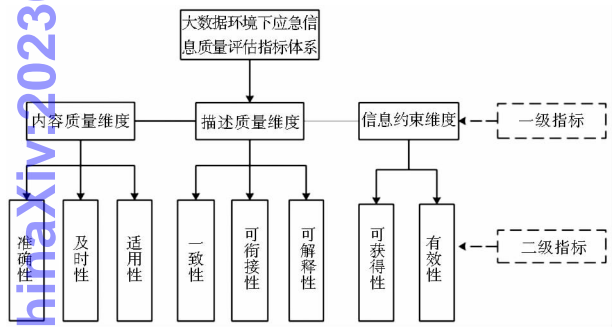 大数据环境下应急信
息质量评估指标体系
内容质量维度
描述质量维度
信息约束维度
一级指标
准确性
及时性
适用性
一致性
可衔接性
可解释性
可获得性
有效性
二级指标
hinaXiv:2023